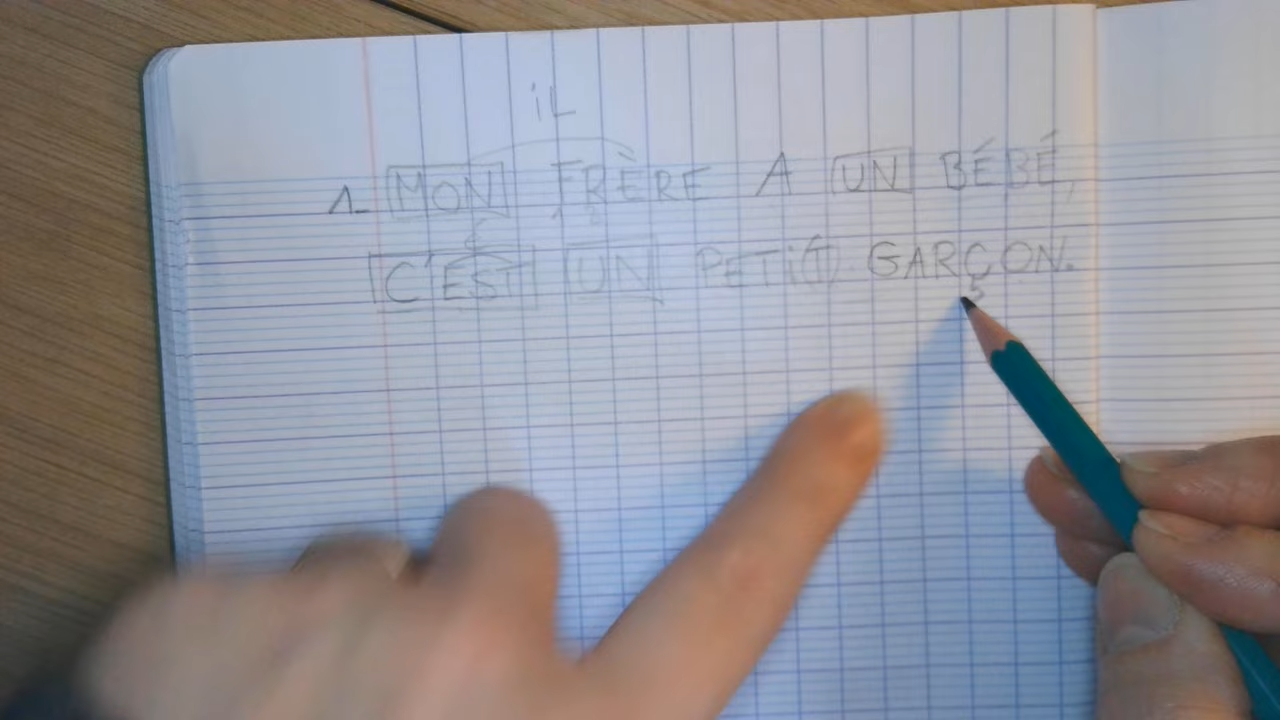 iL
1- MON FRÈRE A UN BÉBÉ,
C'EST UN PETiT GARÇON.